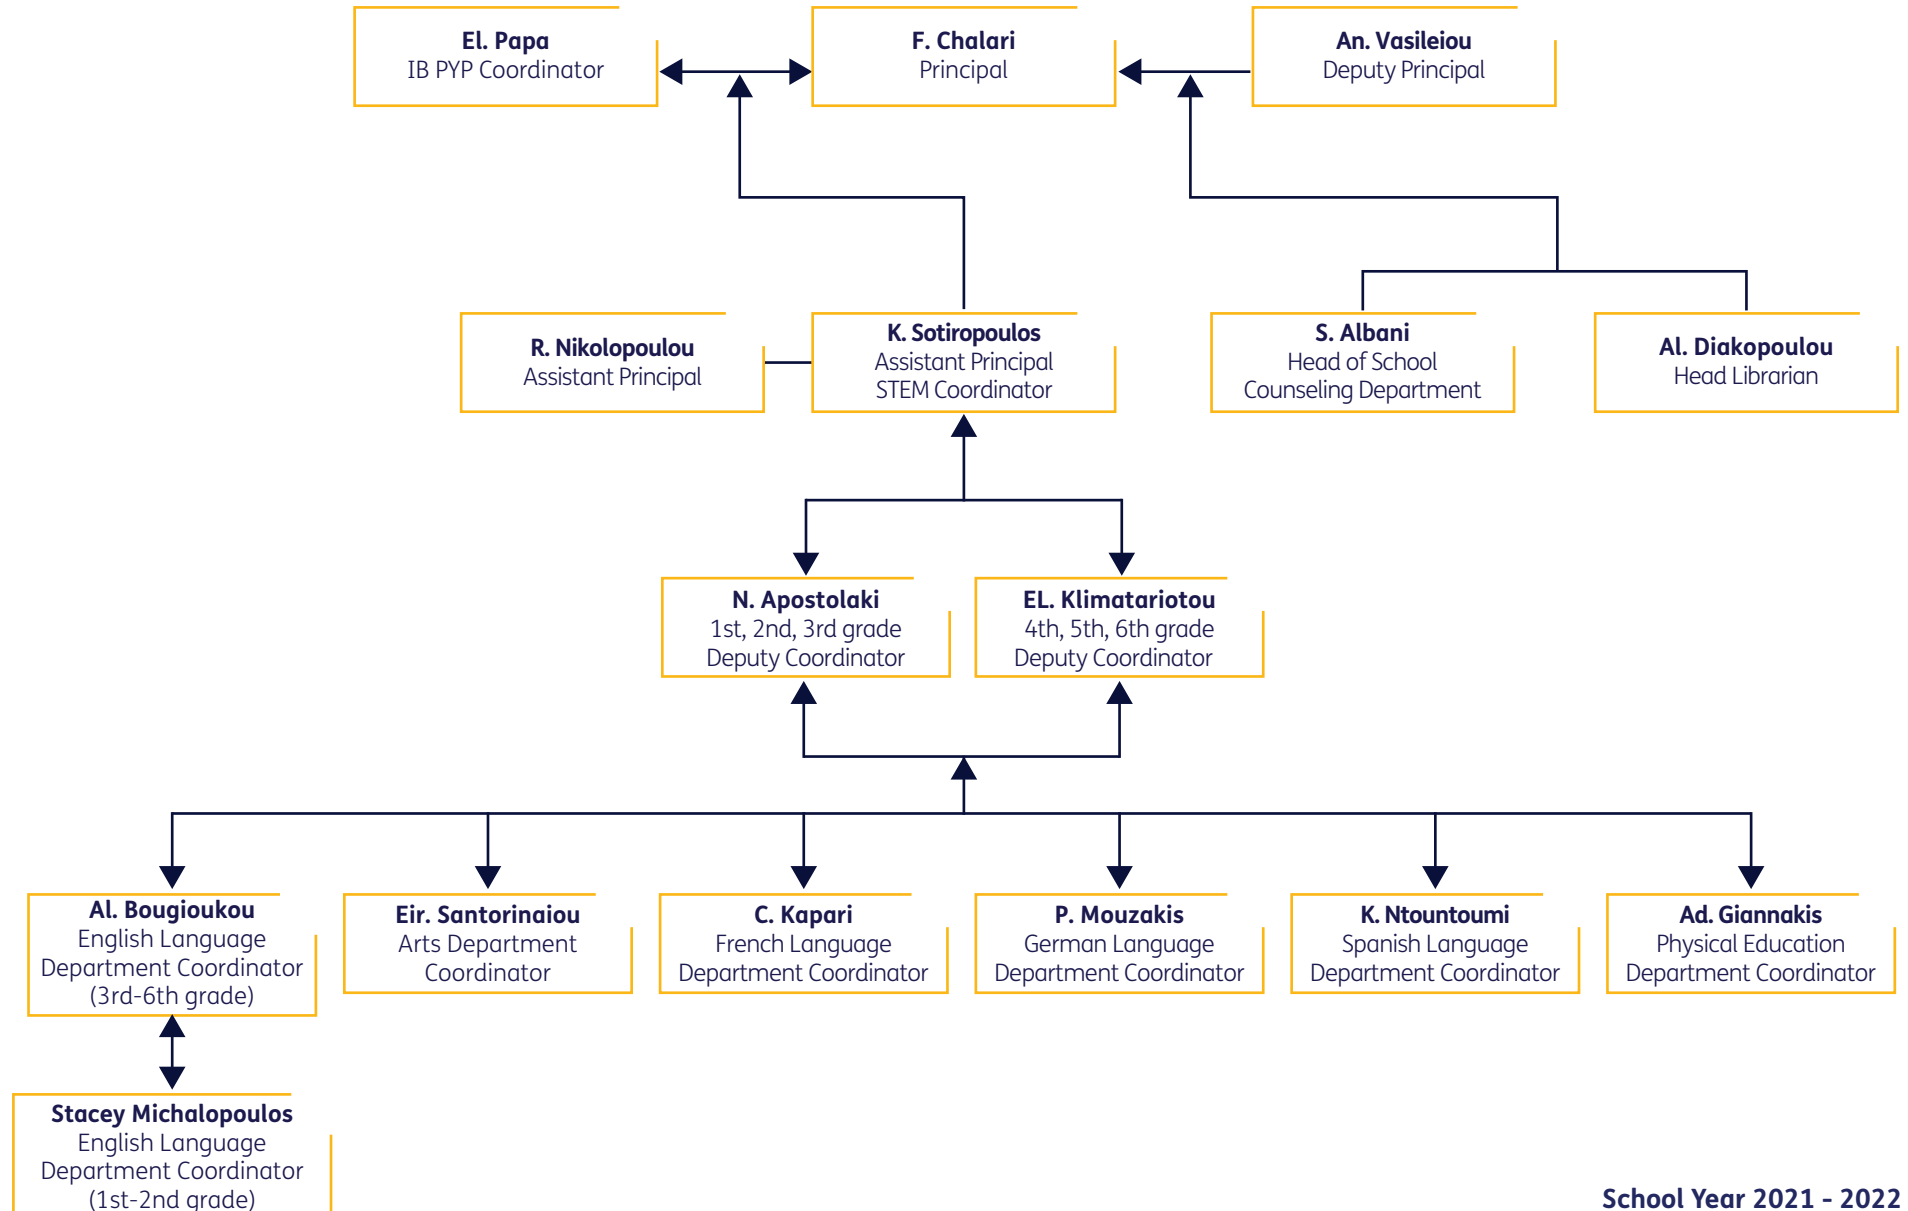 El. Papa
IB PYP Coordinator
F. Chalari
Principal
An. Vasileiou
Deputy Principal
R. Nikolopoulou
Assistant Principal
K. Sotiropoulos
Assistant Principal
STEM Coordinator
S. Albani
Head of School
Counseling Department
Al. Diakopoulou
Head Librarian
N. Apostolaki
1st, 2nd, 3rd grade
Deputy Coordinator
EL. Klimatariotou
4th, 5th, 6th grade
Deputy Coordinator
Al. Bougioukou
English Language
Department Coordinator
(3rd-6th grade)
Eir. Santorinaiou
Arts Department
Coordinator
C. Kapari
French Language
Department Coordinator
P. Mouzakis
German Language
Department Coordinator
K. Ntountoumi
Spanish Language
Department Coordinator
Ad. Giannakis
Physical Education
Department Coordinator
Stacey Michalopoulos
English Language
Department Coordinator
(1st-2nd grade)
School Year 2021 - 2022